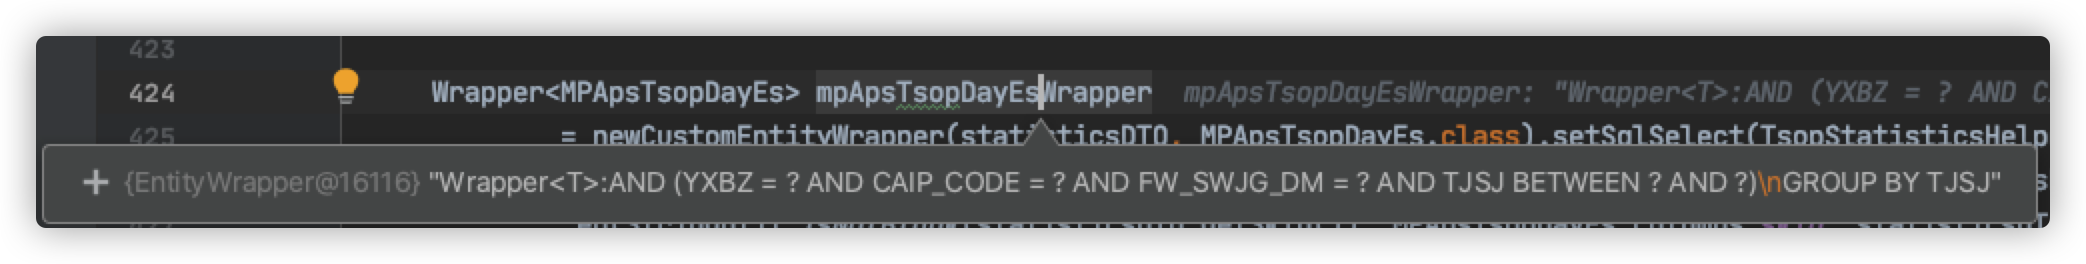 423
424 Wrapper<MPApsTsopDayEs> mpApsTsopDayEsWrapper mpApsTsopDayEsWrapper: "Wrapper<T>:AND (YXBZ = ? AND C
425 = newCustomEntityWrapper(statisticsDTO, MPApsTsopDayEs.class).setSqlSelect(TsopStatisticsHelp
+ {EntityWrapper@16116} "Wrapper<T>:AND (YXBZ = ? AND CAIP_CODE = ? AND FW_SWJG_DM = ? AND TJSJ BETWEEN ? AND ?)\nGROUP BY TJSJ"